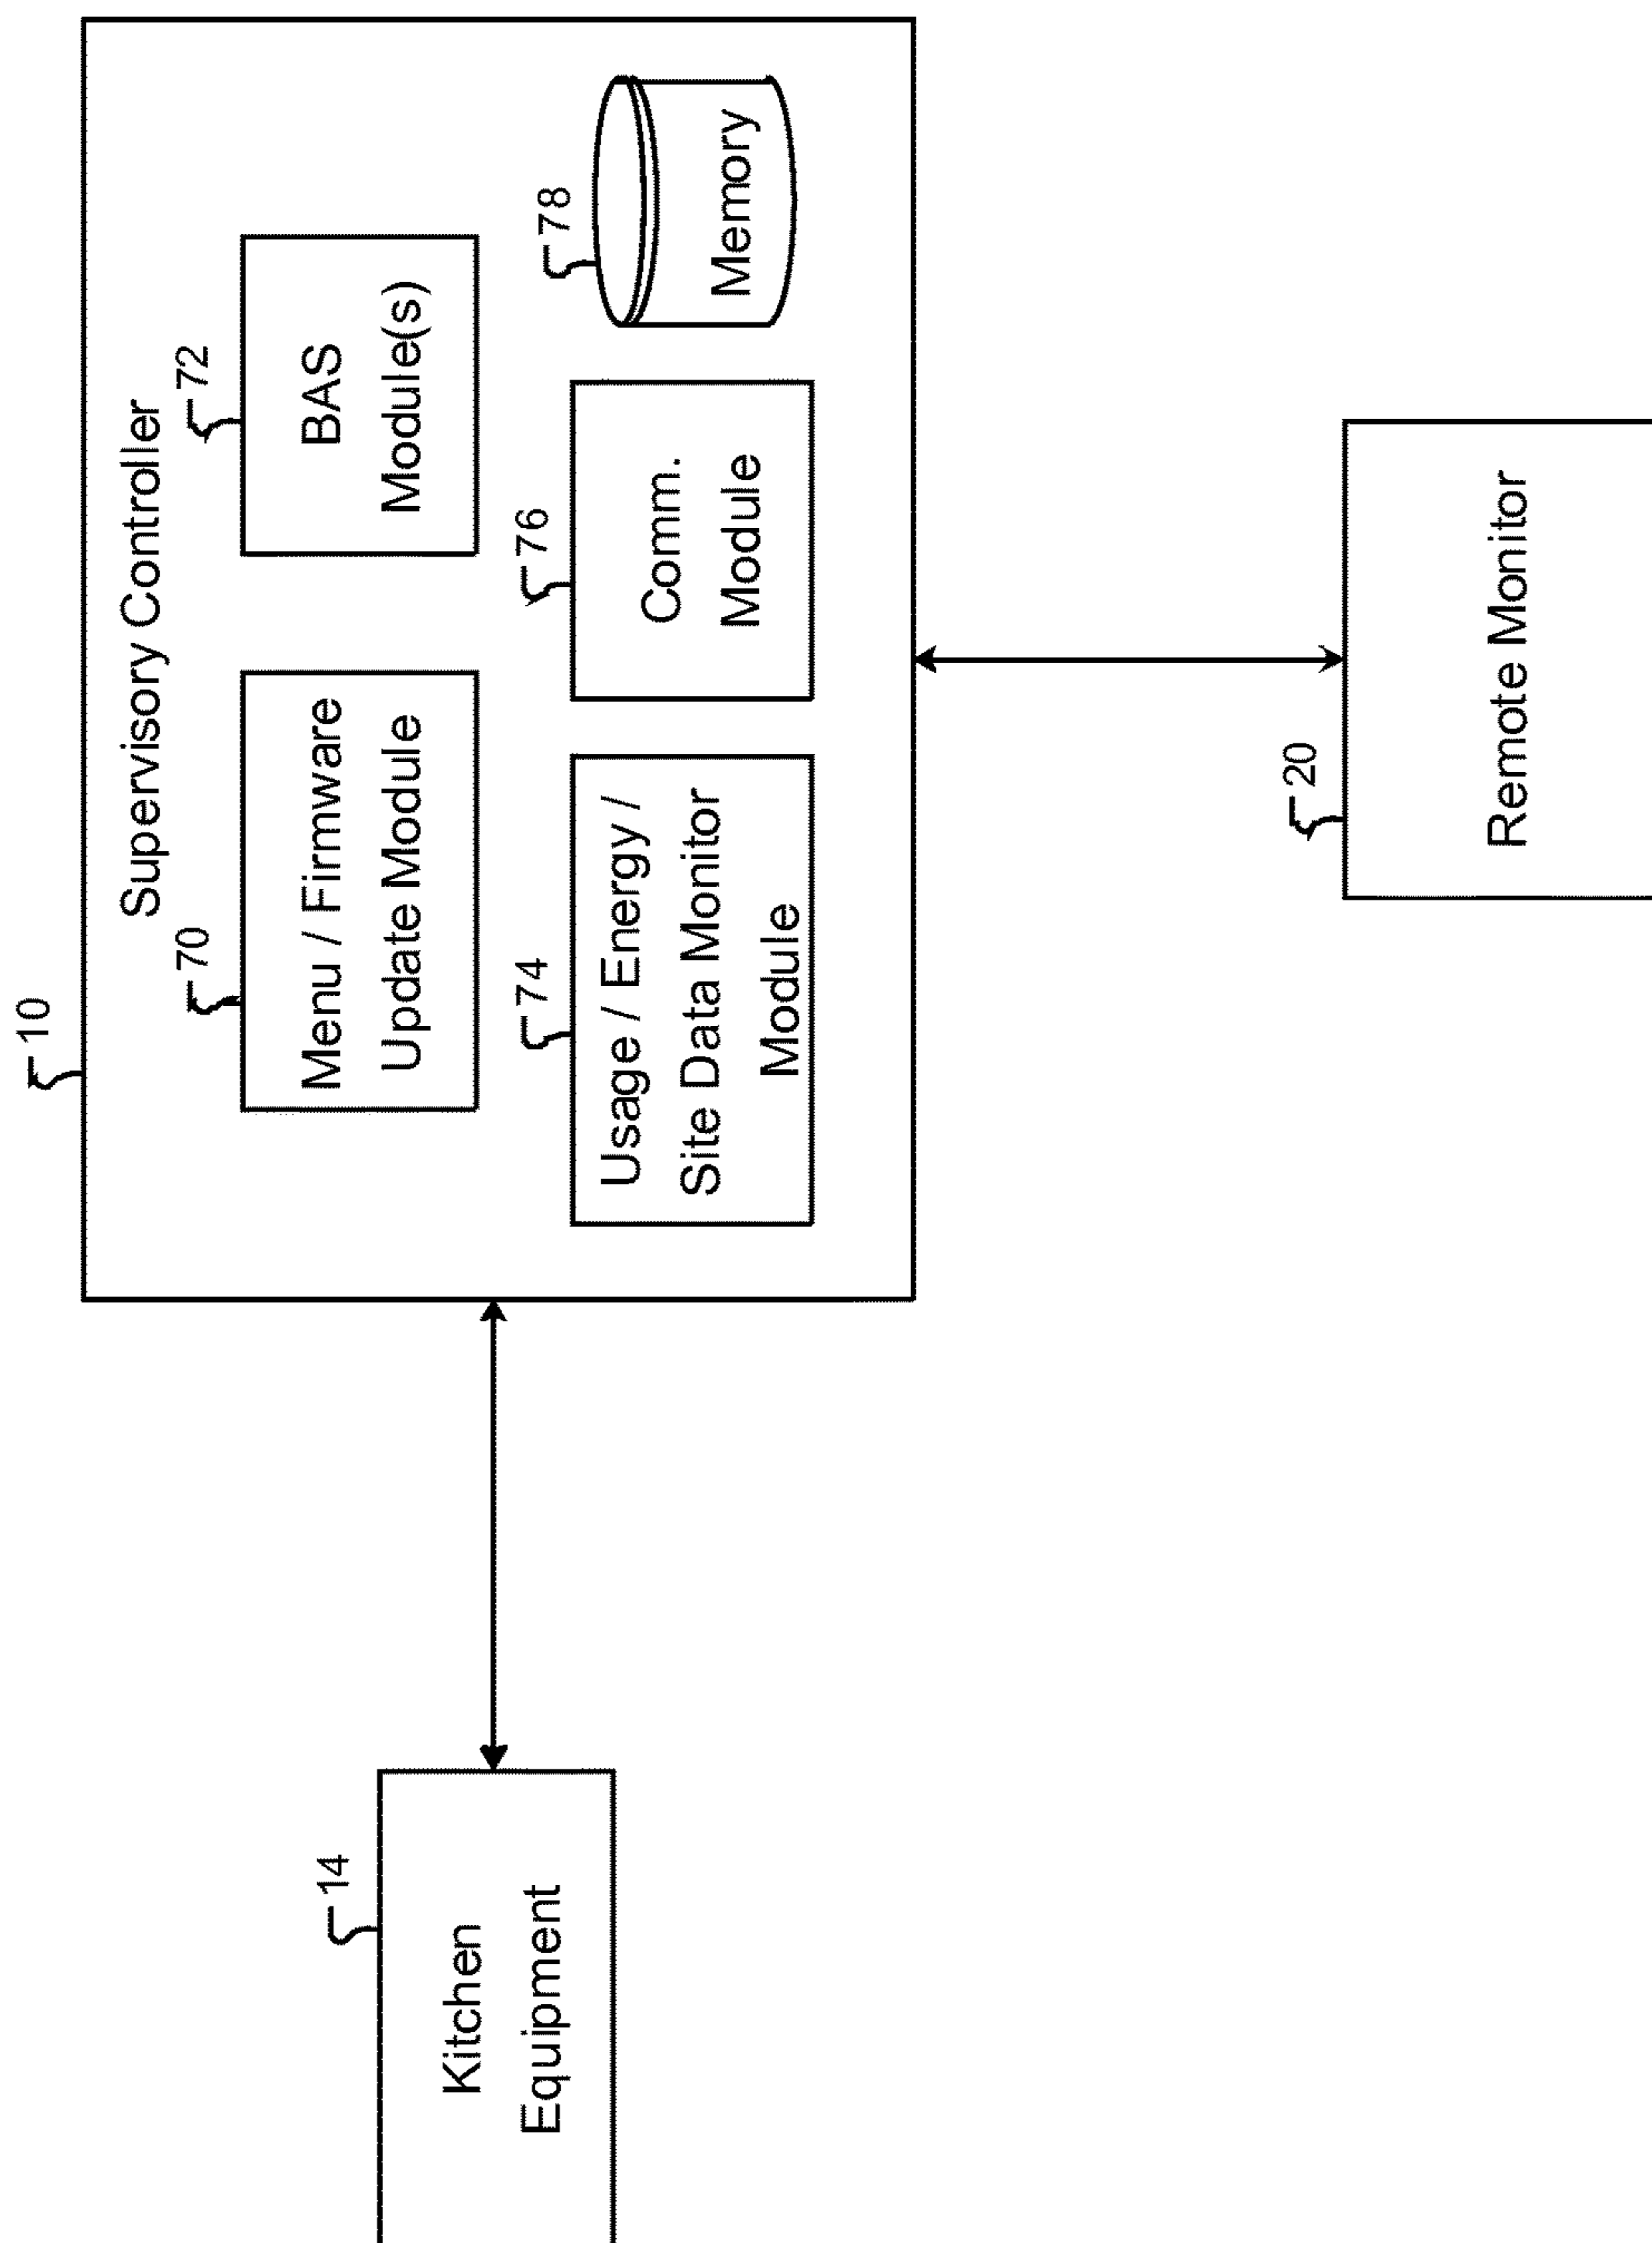 10
Supervisory Controller
70
Menu / Firmware
Update Module
72
BAS
Module(s)
74
Usage / Energy /
Site Data Monitor
Module
76
Comm.
Module
78
Memory
14
Kitchen
Equipment
20
Remote Monitor